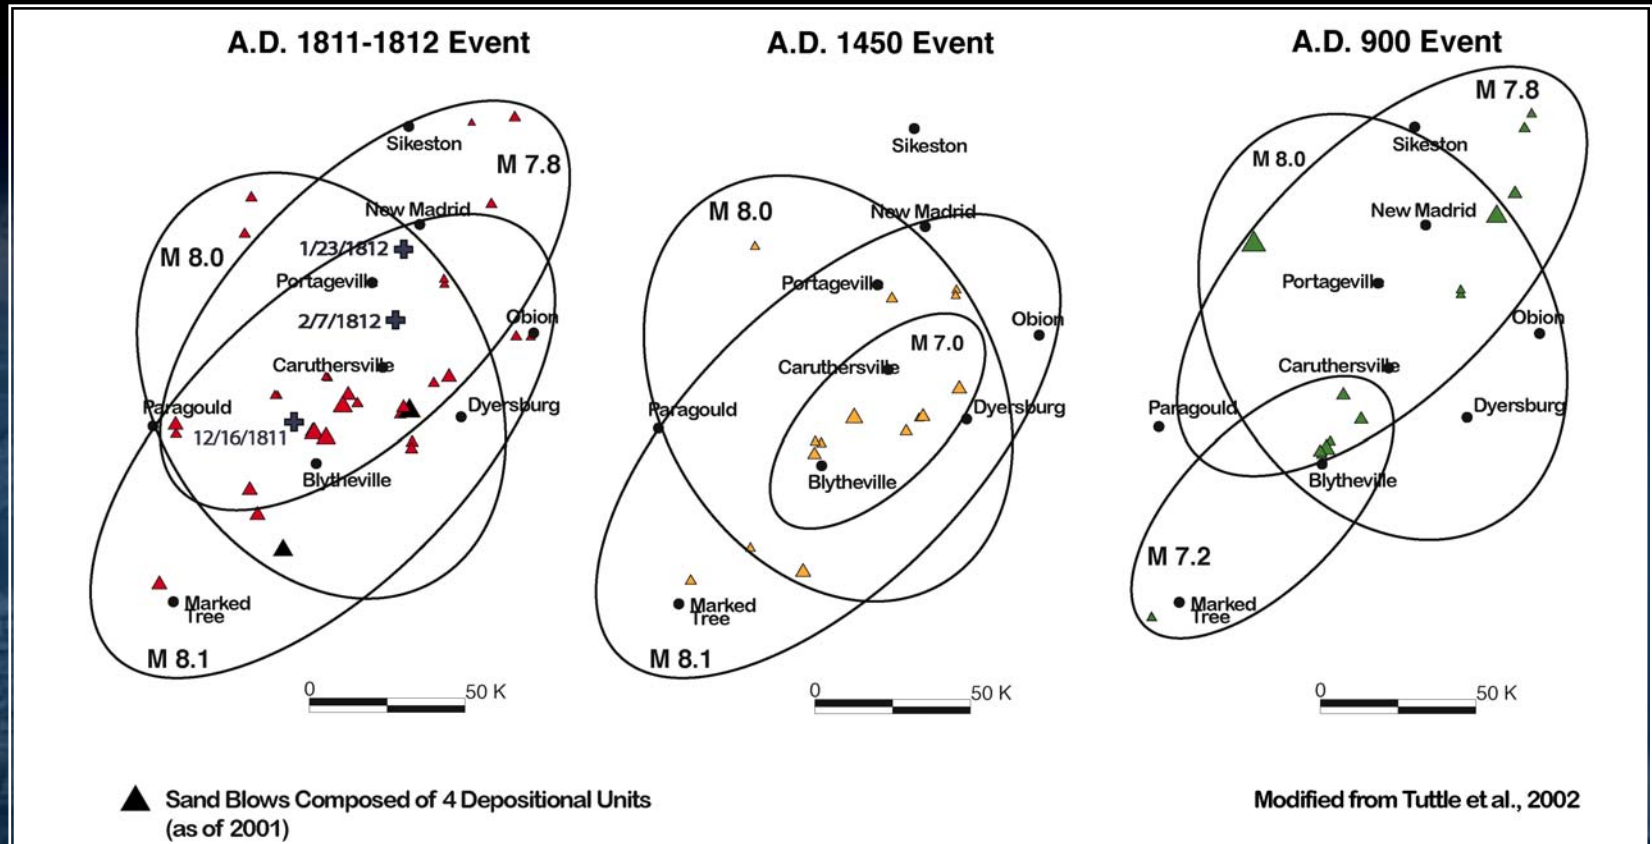 A.D. 1811-1812 Event
M 7.8
Sikeston
New Madrid
M 8.0
1/23/1812
Portageville
2/7/1812
Obion
Caruthersville
Paragould
Dyersburg
12/16/1811
Blytheville
Marked
Tree
M 8.1
0 50 K
A.D. 1450 Event
Sikeston
M 8.0
New Madrid
Portageville
Obion
M 7.0
Caruthersville
Paragould
Dyersburg
Blytheville
Marked
Tree
M 8.1
0 50 K
A.D. 900 Event
M 7.8
Sikeston
M 8.0
New Madrid
Portageville
Obion
Caruthersville
Paragould
Dyersburg
Blytheville
M 7.2
Marked
Tree
0 50 K
Sand Blows Composed of 4 Depositional Units
(as of 2001)
Modified from Tuttle et al., 2002